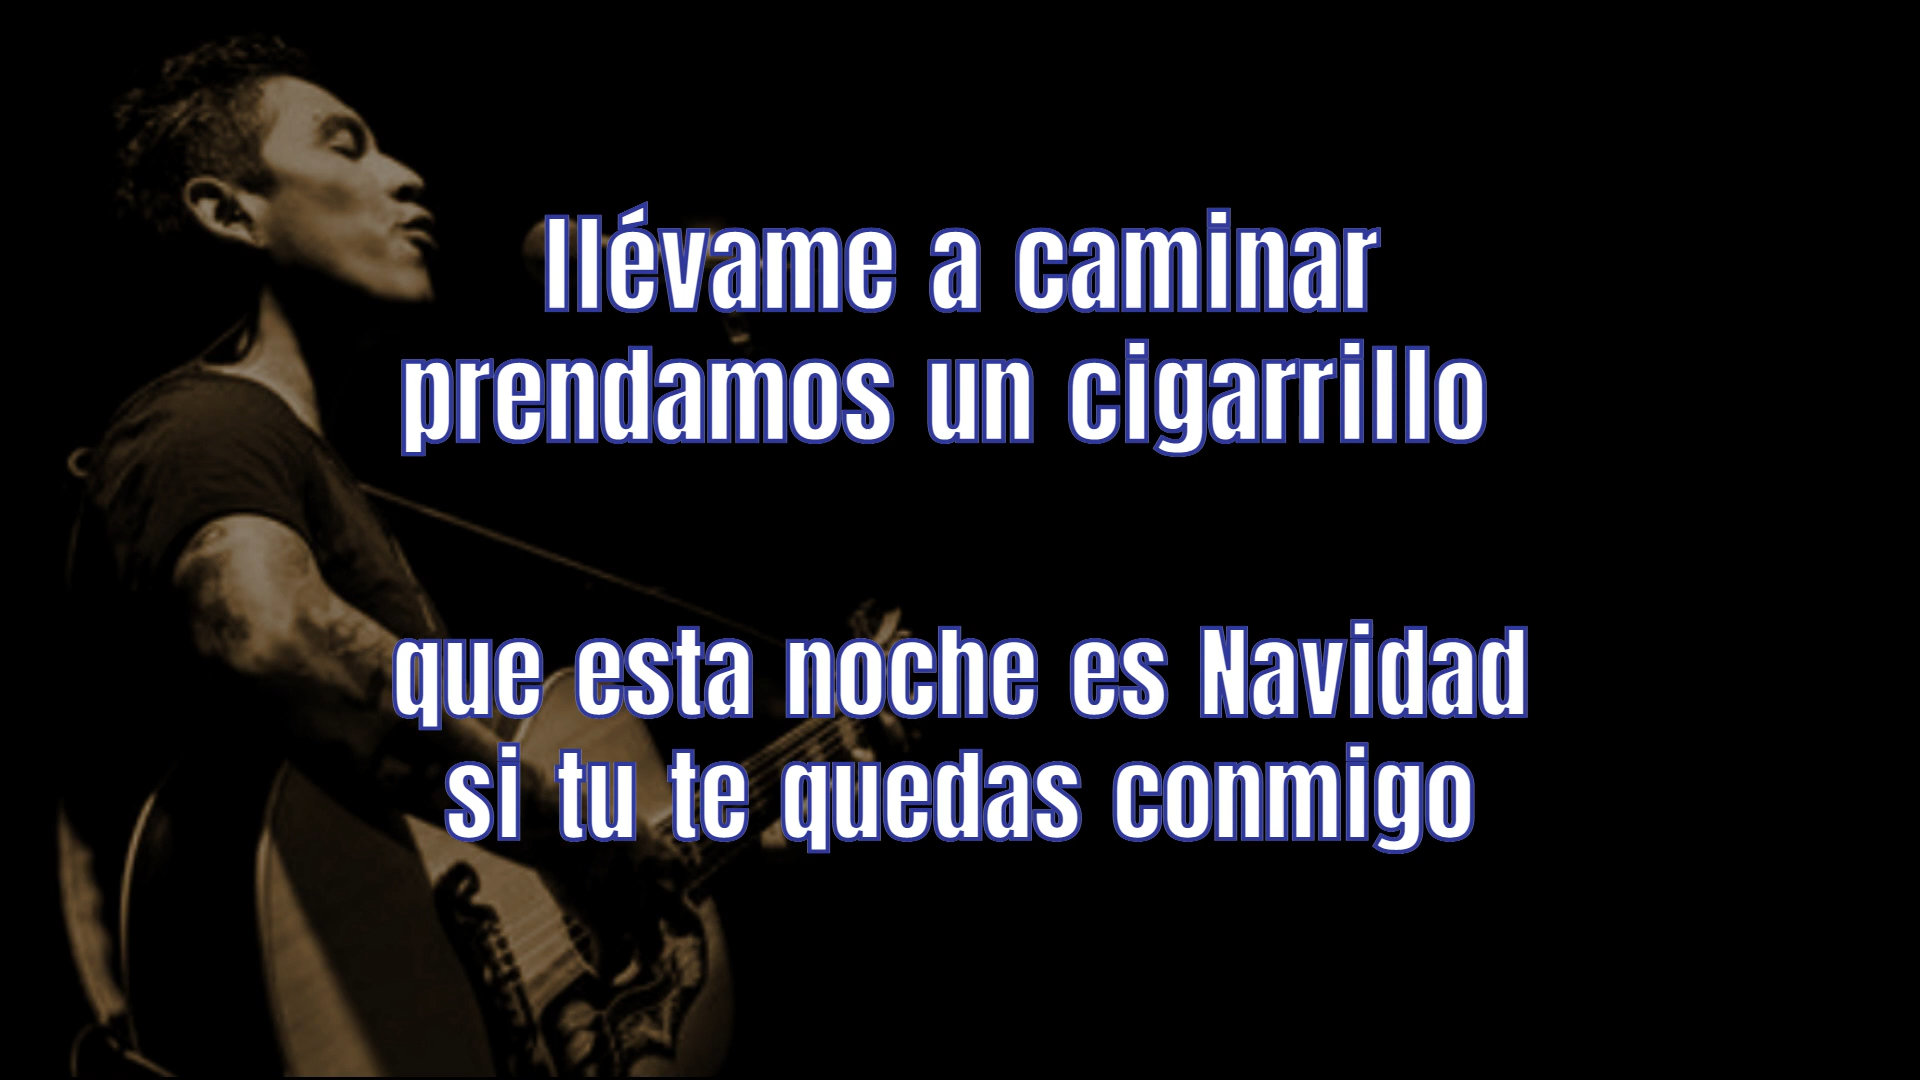 llévame a caminar
prendamos un cigarrillo
que esta noche es Navidad
si tu te quedas conmigo